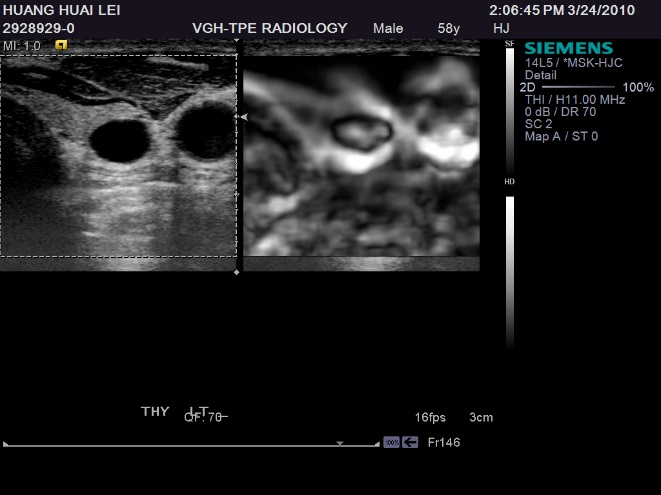 HUANG HUAI LEI
2928929-0
VGH-TPE RADIOLOGY Male 58y
2:06:45 PM 3/24/2010
HJ
MI: 1.0
SIEMENS
14L5 / *MSK-HJC
Detail
2D 100%
THI / H11.00 MHz
0 dB / DR 70
SC 2
Map A / ST 0
SF
HD
THY LT
QF: 70
16fps 3cm
100% Fr146